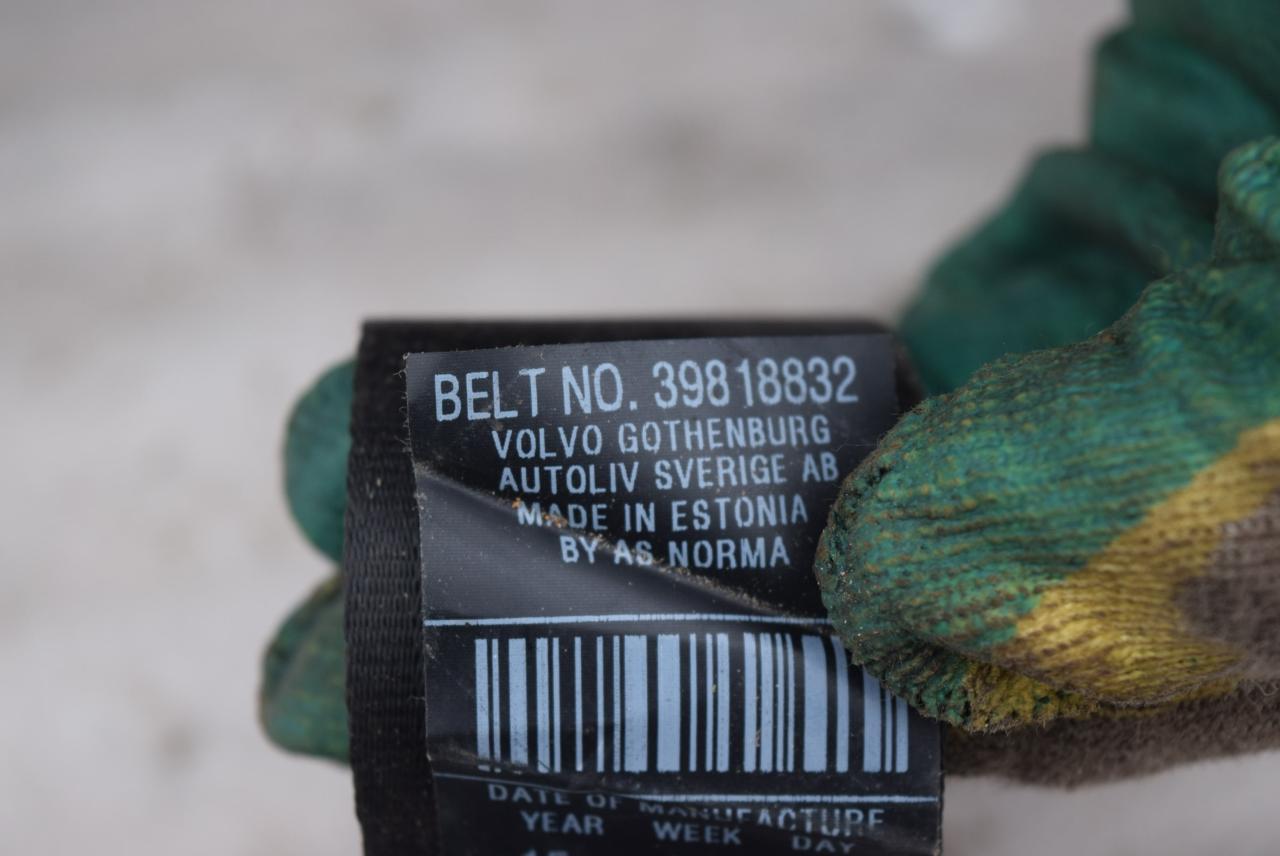 BELT NO. 39818832
VOLVO GOTHENBURG
AUTOLIV SVERIGE AB
MADE IN ESTONIA
BY AS NORMA
DATE OF MANUFACTURE
YEAR WEEK DAY